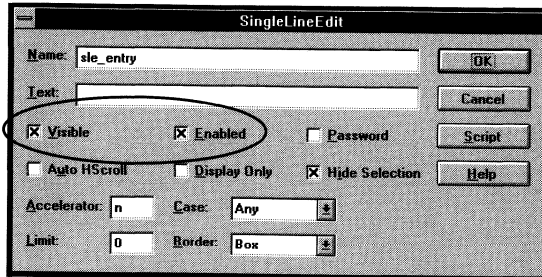 SingleLineEdit
Name: sle_entry
OK
Text:
Cancel
Visible Enabled Password
Script
Auto HScroll Display Only Hide Selection
Help
Accelerator: n Case: Any
Limit: 0 Border: Box